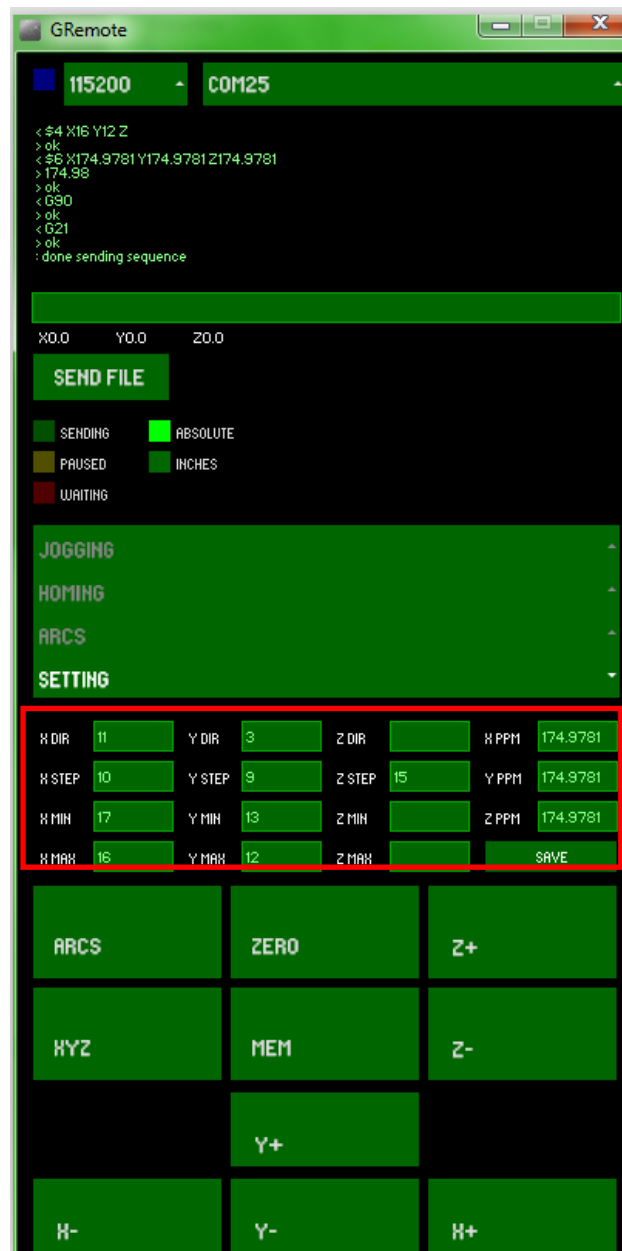 GRemote
115200 COM25
< $4 X16 Y12 Z
> ok
< $6 X174.9781 Y174.9781 Z174.9781
> 174.98
> ok
< G90
> ok
< G21
> ok
: done sending sequence
X0.0 Y0.0 Z0.0
SEND FILE
SENDING ABSOLUTE
PAUSED INCHES
WAITING
JOGGING
HOMING
ARCS
SETTING
X DIR 11 Y DIR 3 Z DIR X PPM 174.9781
X STEP 10 Y STEP 9 Z STEP 15 Y PPM 174.9781
X MIN 17 Y MIN 13 Z MIN Z PPM 174.9781
X MAX 16 Y MAX 12 Z MAX SAVE
ARCS ZERO Z+
XYZ MEM Z-
Y+
X- Y- X+